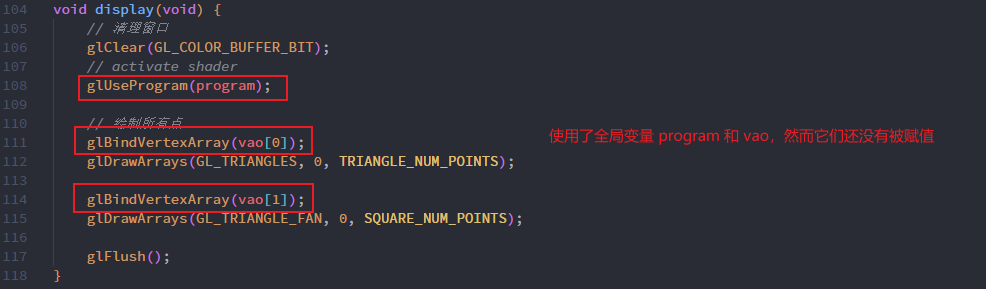 104 void display(void) {
105 // 清理窗口
106 glClear(GL_COLOR_BUFFER_BIT);
107 // activate shader
108 glUseProgram(program);
109
110 // 绘制所有点
111 glBindVertexArray(vao[0]);
使用了全局变量 program 和 vao，然而它们还没有被赋值
112 glDrawArrays(GL_TRIANGLES, 0, TRIANGLE_NUM_POINTS);
113
114 glBindVertexArray(vao[1]);
115 glDrawArrays(GL_TRIANGLE_FAN, 0, SQUARE_NUM_POINTS);
116
117 glFlush();
118 }